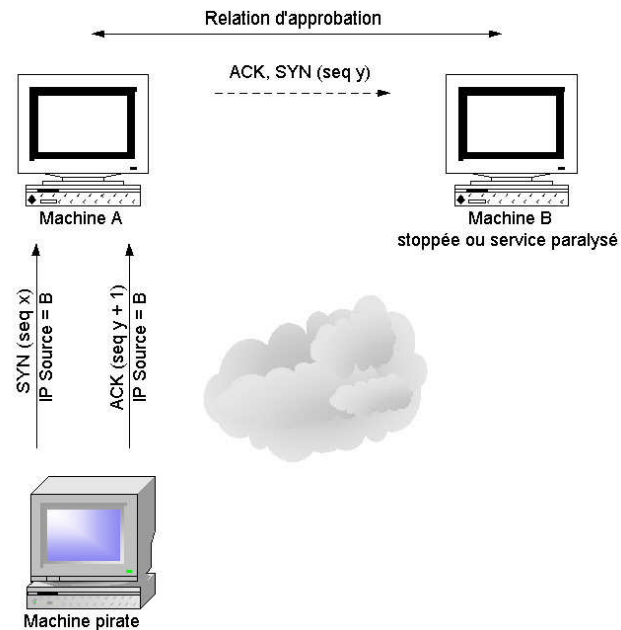 Relation d'approbation
ACK, SYN (seq y)
Machine A
Machine B
stoppée ou service paralysé
SYN (seq x)
IP Source = B
ACK (seq y + 1)
IP Source = B
Machine pirate